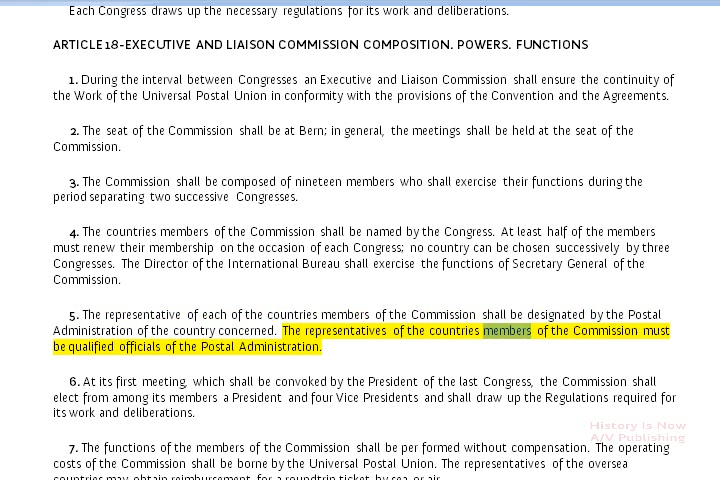 Each Congress draws up the necessary regulations for its work and deliberations.
ARTICLE 18-EXECUTIVE AND LIAISON COMMISSION COMPOSITION. POWERS. FUNCTIONS
1. During the interval between Congresses an Executive and Liaison Commission shall ensure the continuity of
the Work of the Universal Postal Union in conformity with the provisions of the Convention and the Agreements.
2. The seat of the Commission shall be at Bern; in general, the meetings shall be held at the seat of the
Commission.
3. The Commission shall be composed of nineteen members who shall exercise their functions during the
period separating two successive Congresses.
4. The countries members of the Commission shall be named by the Congress. At least half of the members
must renew their membership on the occasion of each Congress; no country can be chosen successively by three
Congresses. The Director of the International Bureau shall exercise the functions of Secretary General of the
Commission.
5. The representative of each of the countries members of the Commission shall be designated by the Postal
Administration of the country concerned. The representatives of the countries members of the Commission must
be qualified officials of the Postal Administration.
6. At its first meeting, which shall be convoked by the President of the last Congress, the Commission shall
elect from among its members a President and four Vice Presidents and shall draw up the Regulations required for
its work and deliberations.
History Is Now
A/V Publishing
7. The functions of the members of the Commission shall be per formed without compensation. The operating
costs of the Commission shall be borne by the Universal Postal Union. The representatives of the oversea
countries may obtain reimbursement for a roundtrip ticket by sea or air